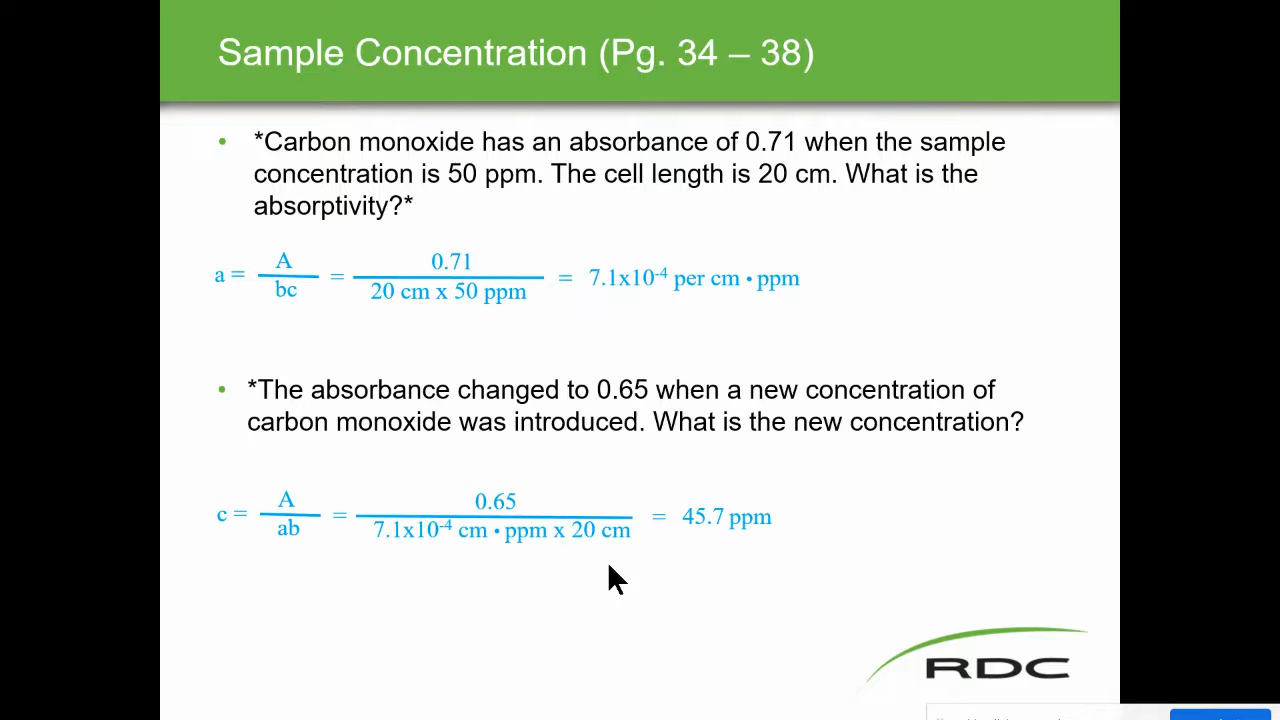 Sample Concentration (Pg. 34 – 38)
• *Carbon monoxide has an absorbance of 0.71 when the sample
concentration is 50 ppm. The cell length is 20 cm. What is the
absorptivity?*
a = A / bc = 0.71 / 20 cm x 50 ppm = 7.1x10⁻⁴ per cm • ppm
• *The absorbance changed to 0.65 when a new concentration of
carbon monoxide was introduced. What is the new concentration?
c = A / ab = 0.65 / 7.1x10⁻⁴ cm • ppm x 20 cm = 45.7 ppm
RDC